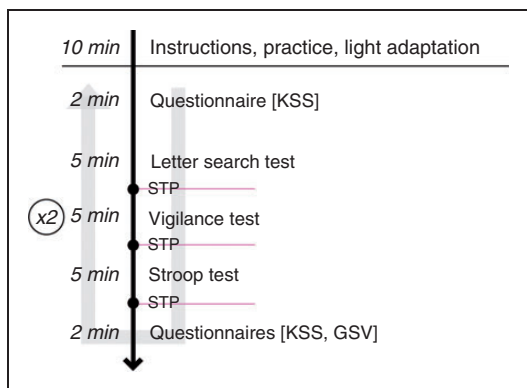 10 min Instructions, practice, light adaptation
2 min Questionnaire [KSS]
5 min Letter search test
STP
x2 5 min Vigilance test
STP
5 min Stroop test
STP
2 min Questionnaires [KSS, GSV]